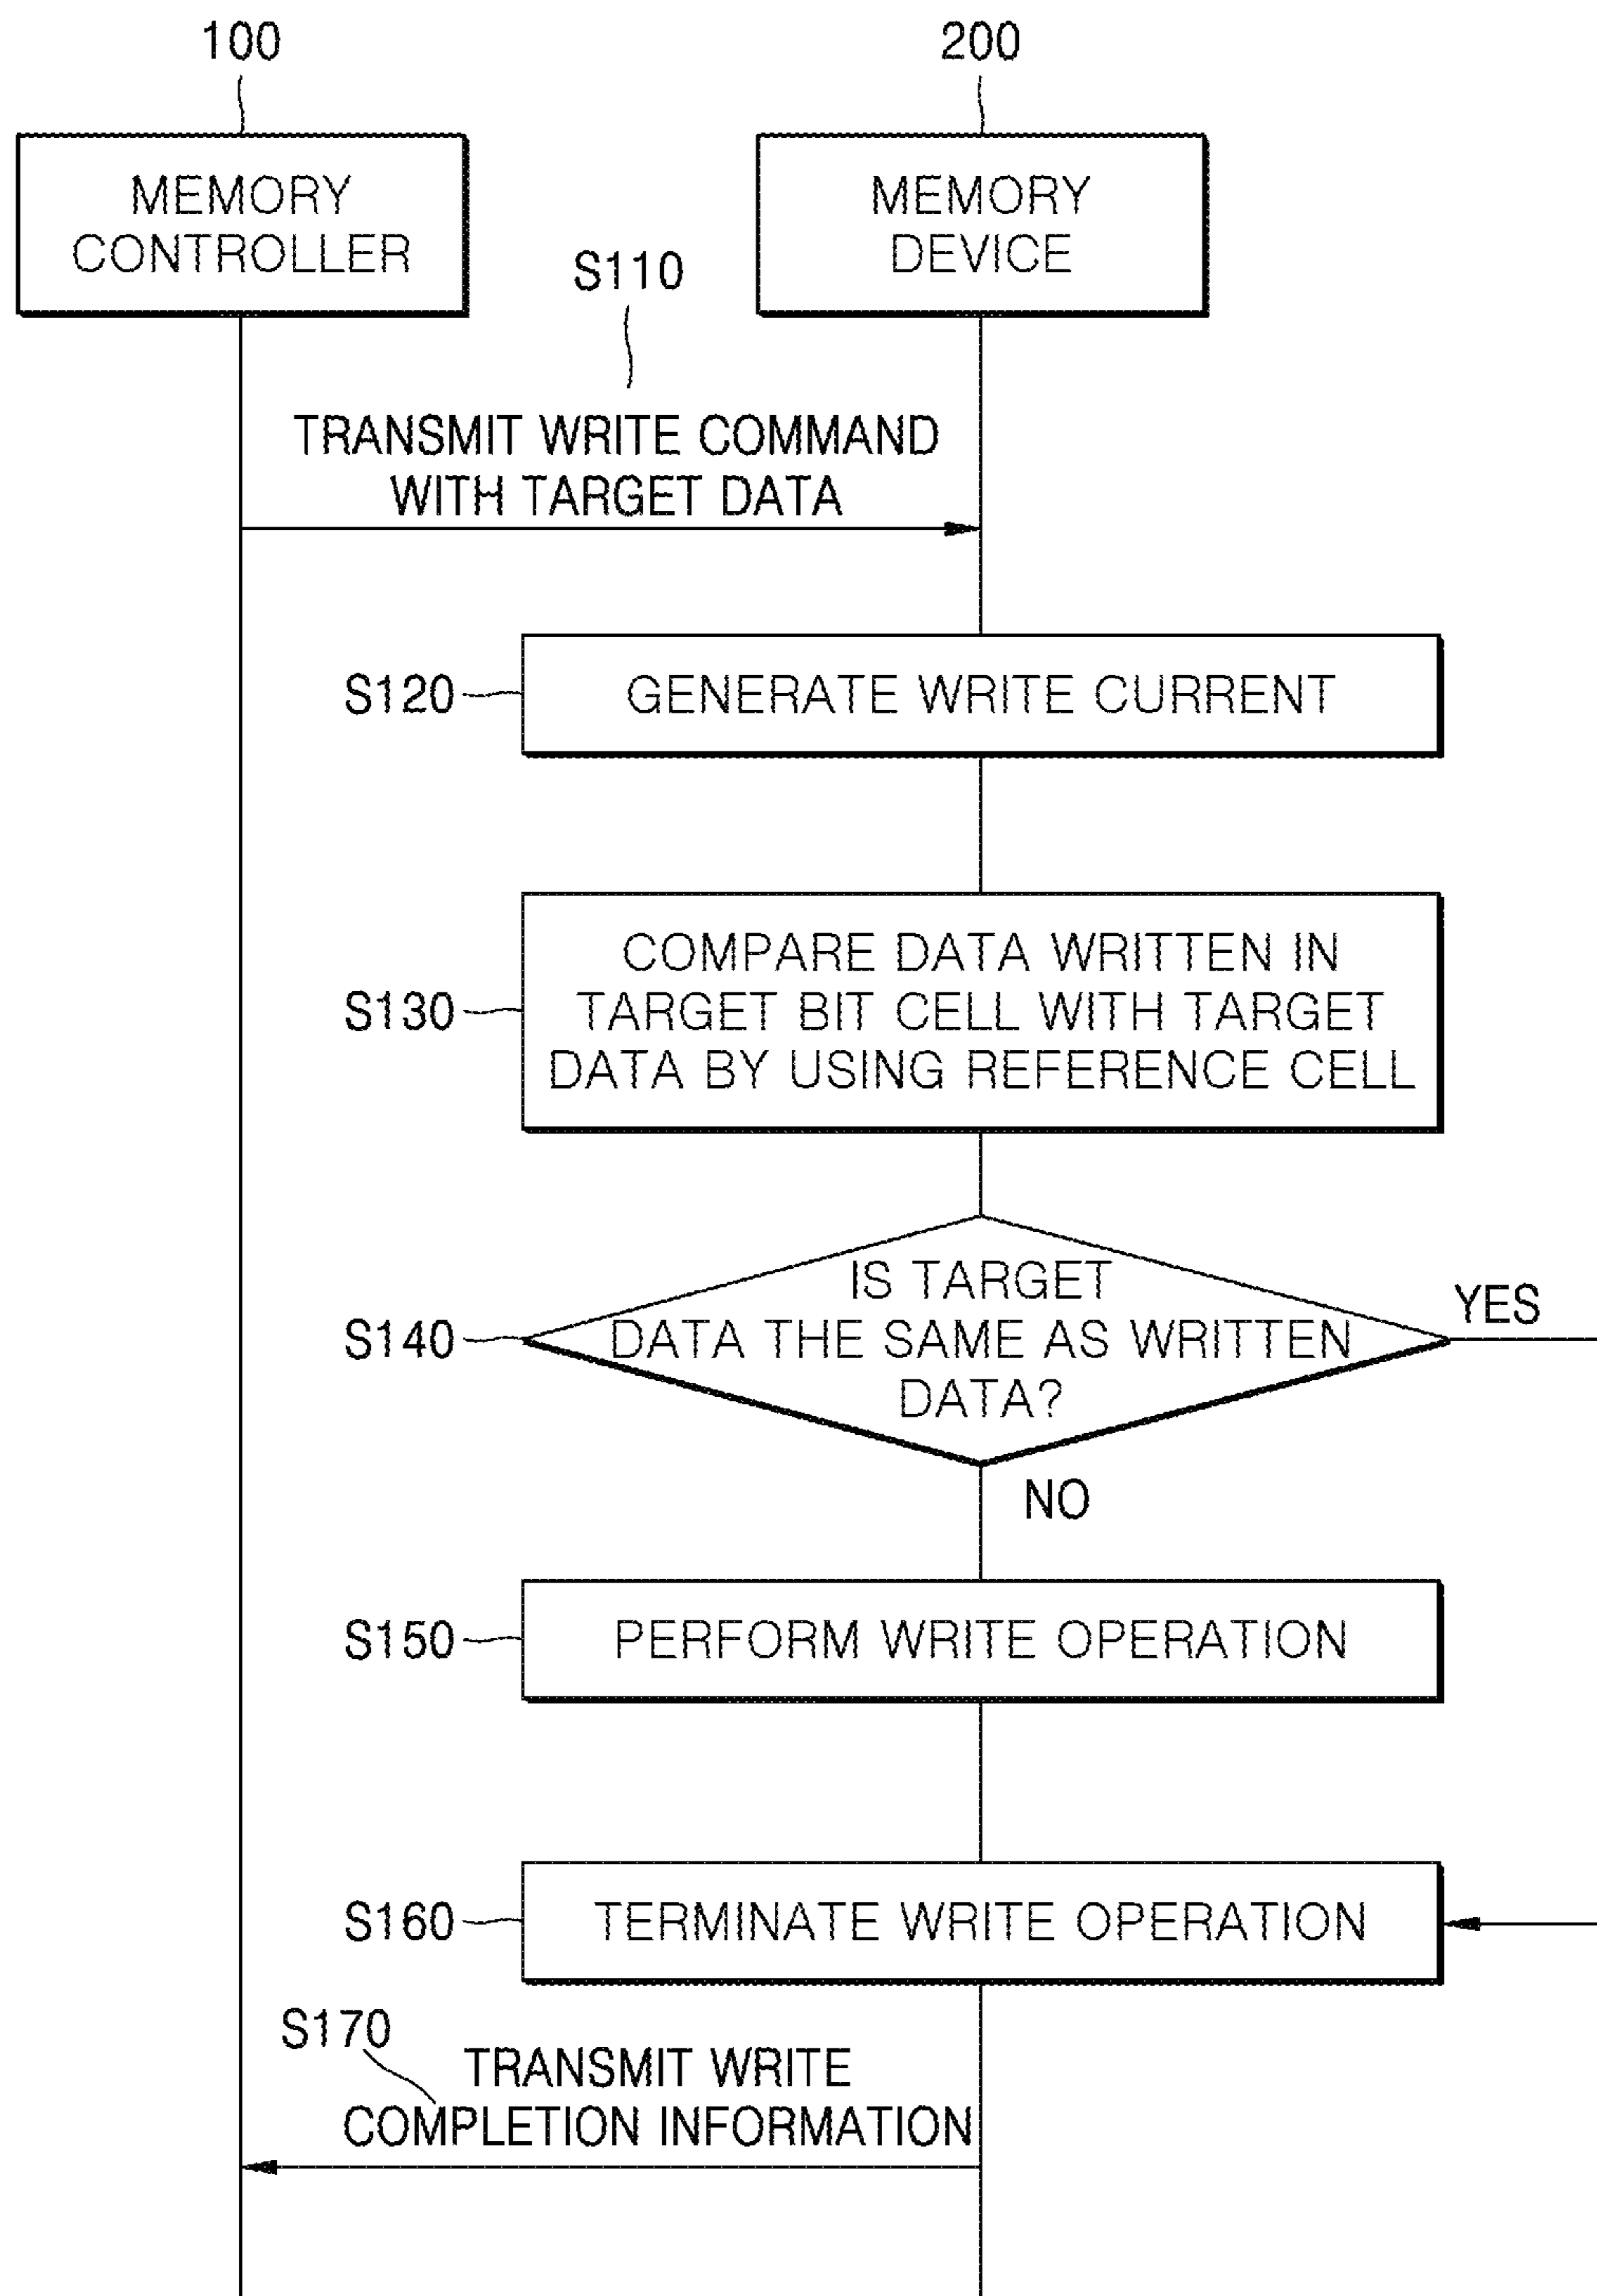 100
200
MEMORY
CONTROLLER
MEMORY
DEVICE
S110
TRANSMIT WRITE COMMAND
WITH TARGET DATA
S120
GENERATE WRITE CURRENT
S130
COMPARE DATA WRITTEN IN
TARGET BIT CELL WITH TARGET
DATA BY USING REFERENCE CELL
S140
IS TARGET
DATA THE SAME AS WRITTEN
DATA?
YES
NO
S150
PERFORM WRITE OPERATION
S160
TERMINATE WRITE OPERATION
S170
TRANSMIT WRITE
COMPLETION INFORMATION